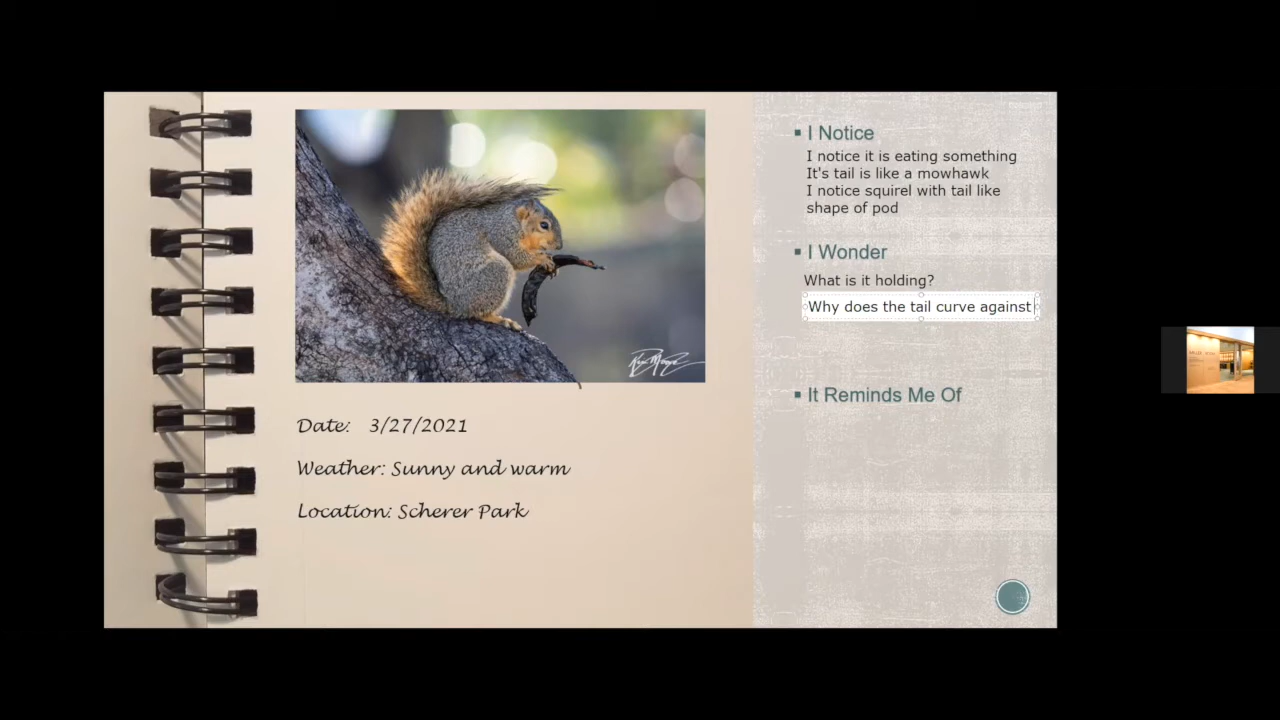 I Notice
I notice it is eating something
It's tail is like a mowhawk
I notice squirel with tail like
shape of pod
I Wonder
What is it holding?
Why does the tail curve against
It Reminds Me Of
Date: 3/27/2021
Weather: Sunny and warm
Location: Scherer Park